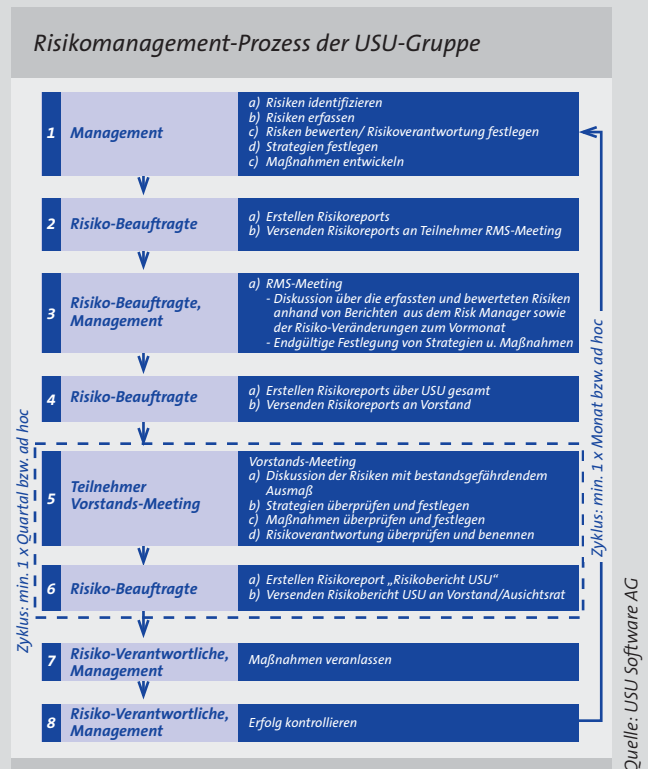 Risikomanagement-Prozess der USU-Gruppe
1 Management
a) Risiken identifizieren
b) Risiken erfassen
c) Risken bewerten/ Risikoverantwortung festlegen
d) Strategien festlegen
c) Maßnahmen entwickeln
2 Risiko-Beauftragte
a) Erstellen Risikoreports
b) Versenden Risikoreports an Teilnehmer RMS-Meeting
3 Risiko-Beauftragte,
Management
a) RMS-Meeting
- Diskussion über die erfassten und bewerteten Risiken
anhand von Berichten aus dem Risk Manager sowie
der Risiko-Veränderungen zum Vormonat
- Endgültige Festlegung von Strategien u. Maßnahmen
4 Risiko-Beauftragte
a) Erstellen Risikoreports über USU gesamt
b) Versenden Risikoreports an Vorstand
5 Teilnehmer
Vorstands-Meeting
Vorstands-Meeting
a) Diskussion der Risiken mit bestandsgefährdendem
Ausmaß
b) Strategien überprüfen und festlegen
c) Maßnahmen überprüfen und festlegen
d) Risikoverantwortung überprüfen und benennen
6 Risiko-Beauftragte
a) Erstellen Risikoreport „Risikobericht USU“
b) Versenden Risikobericht USU an Vorstand/Ausichtsrat
7 Risiko-Verantwortliche,
Management
Maßnahmen veranlassen
8 Risiko-Verantwortliche,
Management
Erfolg kontrollieren
Zyklus: min. 1 x Quartal bzw. ad hoc
Zyklus: min. 1 x Monat bzw. ad hoc
Quelle: USU Software AG